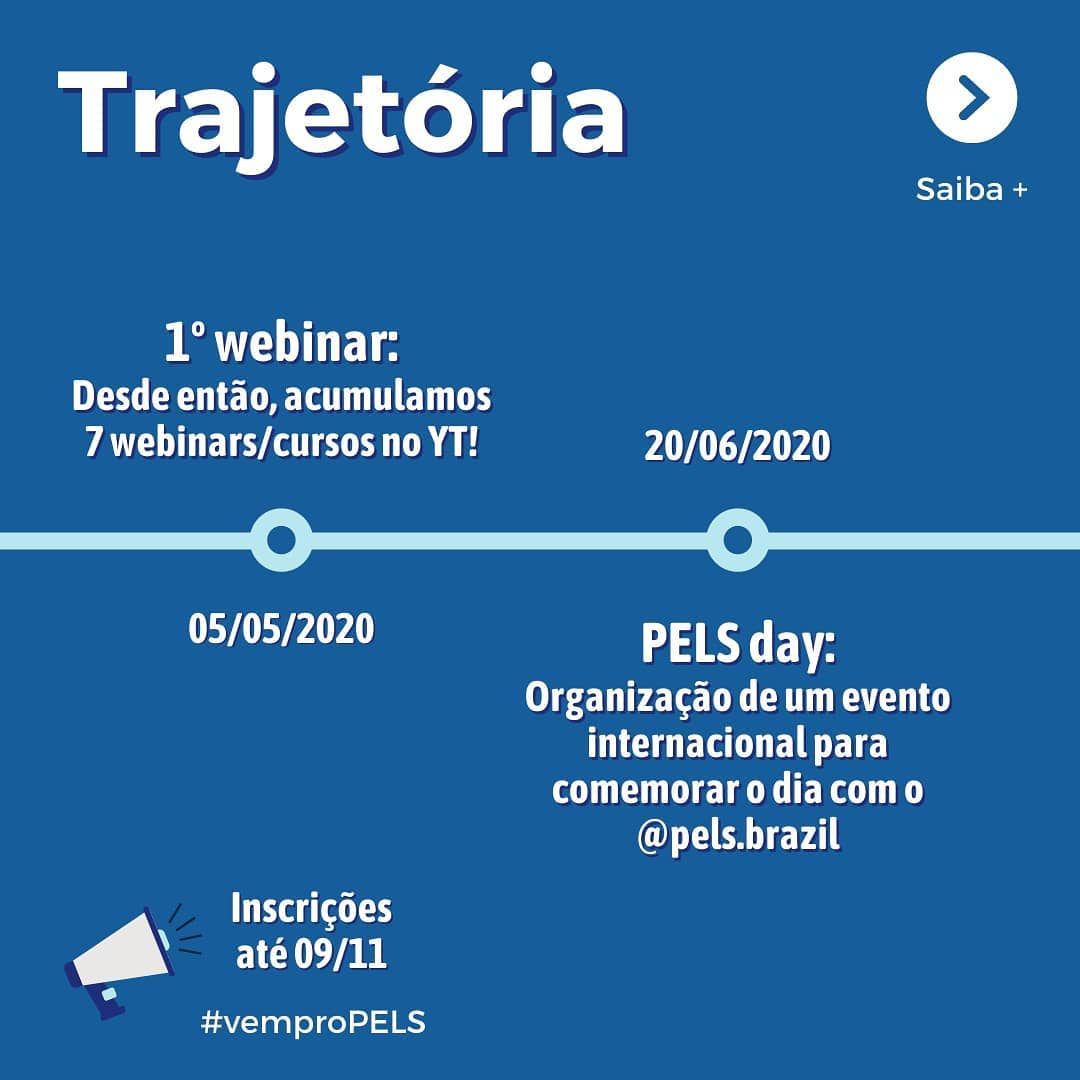 Trajetória
Saiba +
1º webinar:
Desde então, acumulamos
7 webinars/cursos no YT!
05/05/2020
20/06/2020
PELS day:
Organização de um evento
internacional para
comemorar o dia com o
@pels.brazil
Inscrições
até 09/11
#vemproPELS